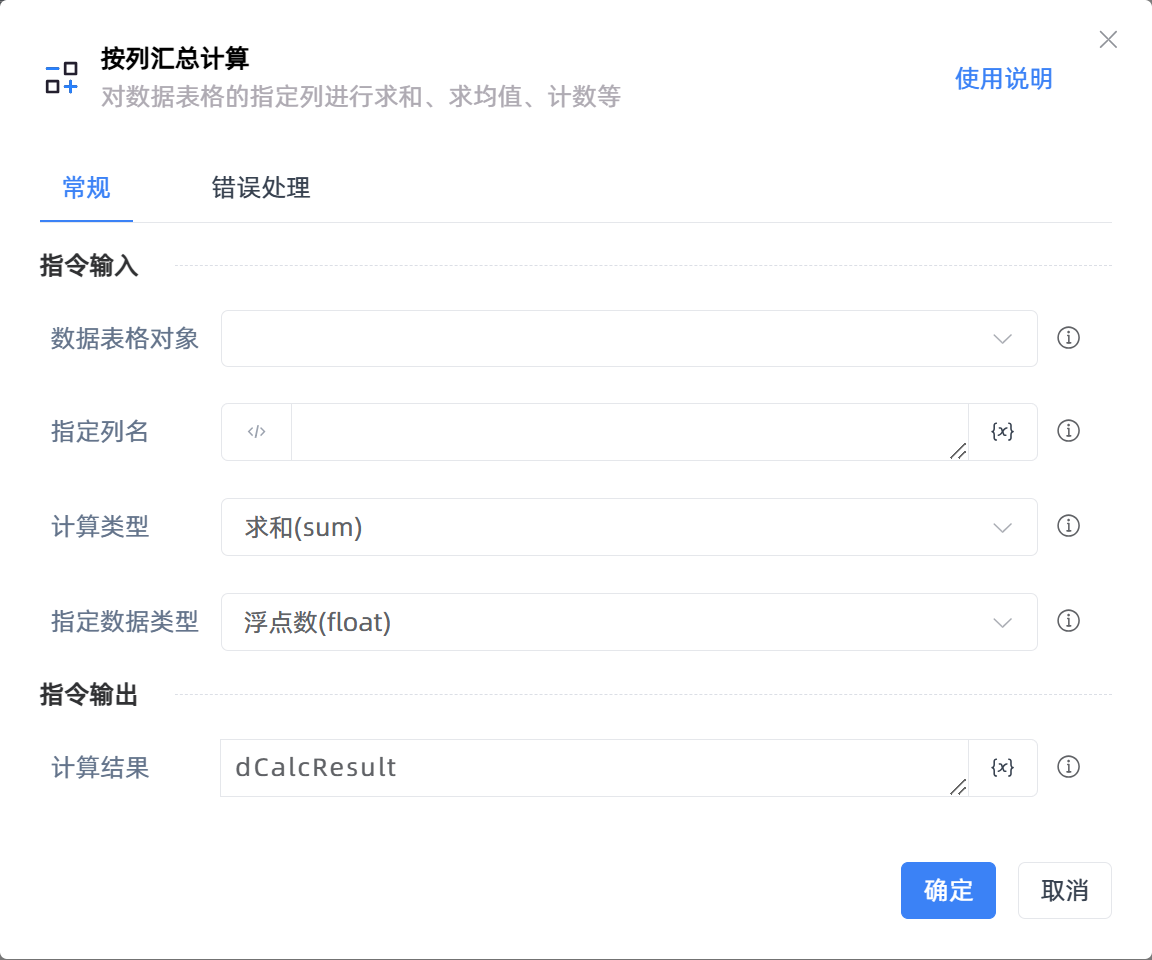 按列汇总计算
对数据表格的指定列进行求和、求均值、计数等
使用说明
常规
错误处理
指令输入
数据表格对象
指定列名
</>
{x}
计算类型
求和(sum)
指定数据类型
浮点数(float)
指令输出
计算结果
dCalcResult
{x}
确定
取消